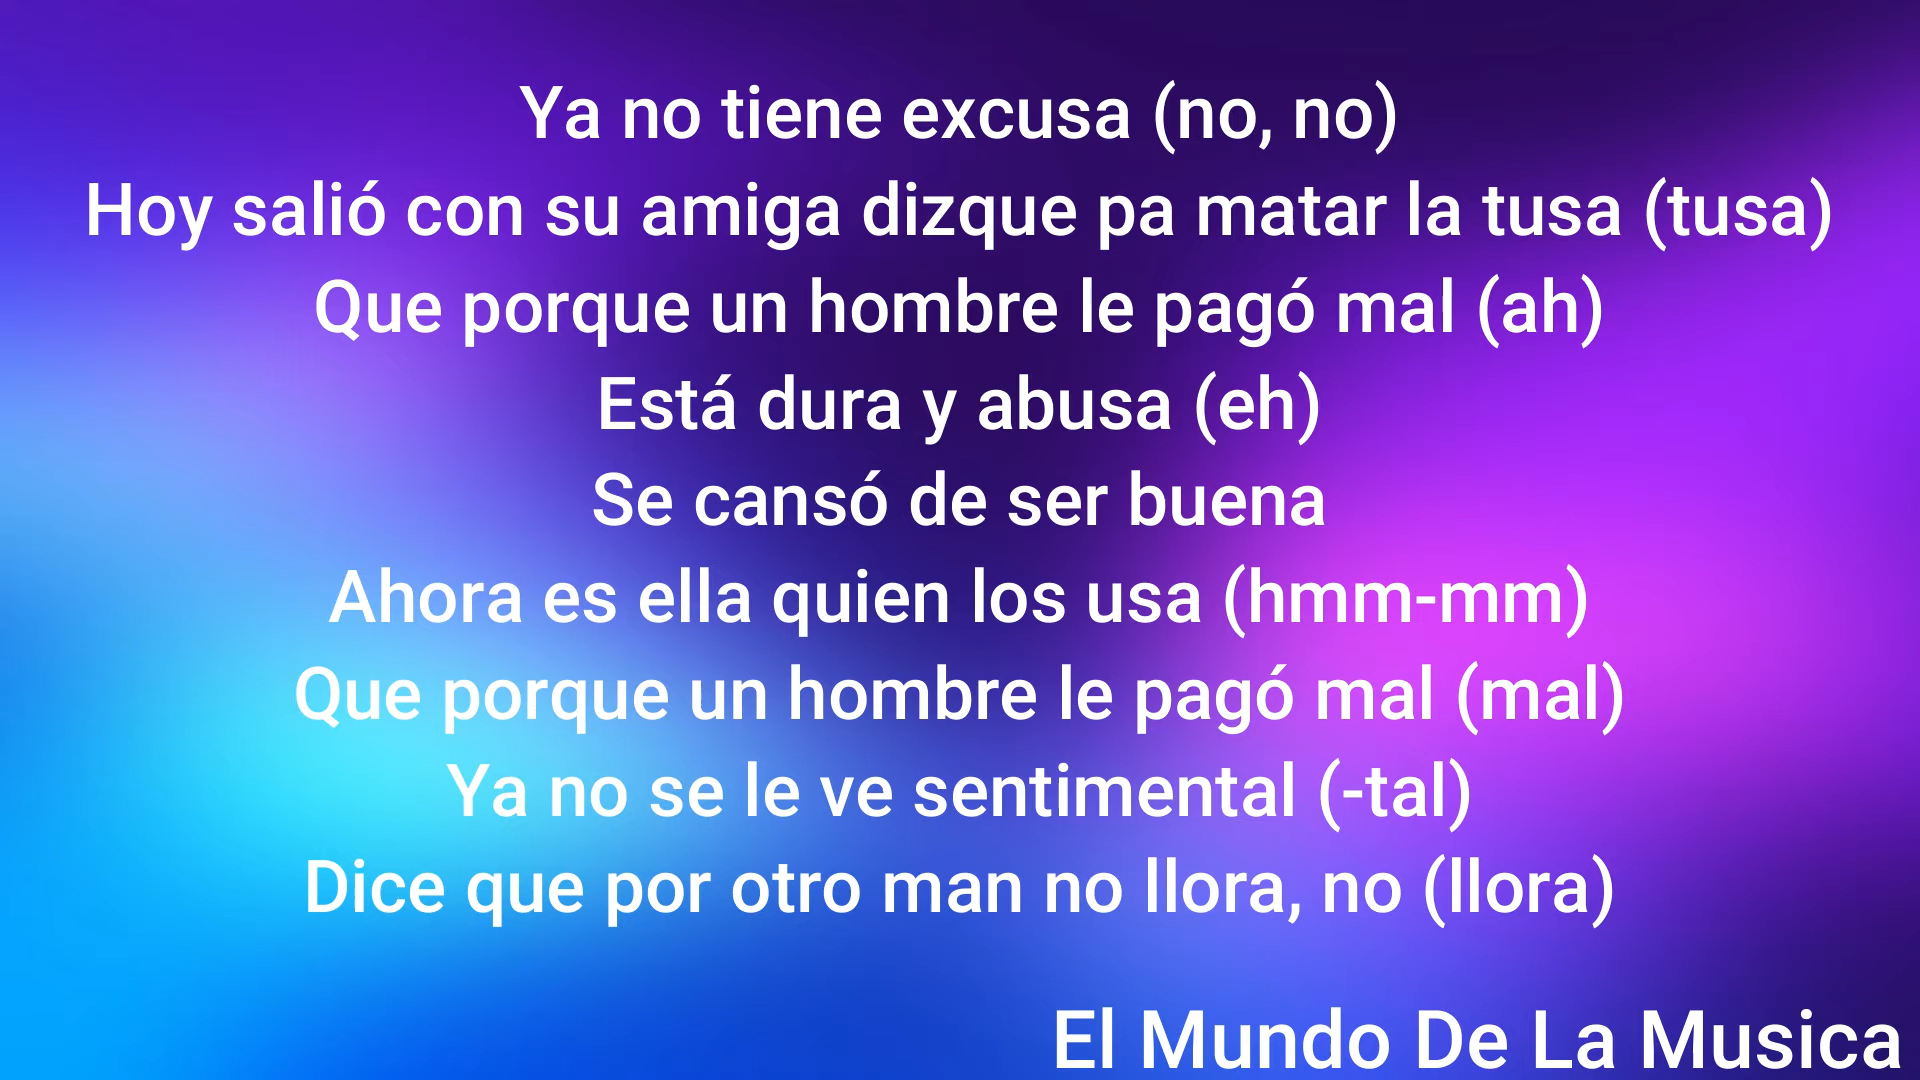 Ya no tiene excusa (no, no)
Hoy salió con su amiga dizque pa matar la tusa (tusa)
Que porque un hombre le pagó mal (ah)
Está dura y abusa (eh)
Se cansó de ser buena
Ahora es ella quien los usa (hmm-mm)
Que porque un hombre le pagó mal (mal)
Ya no se le ve sentimental (-tal)
Dice que por otro man no llora, no (llora)
El Mundo De La Musica